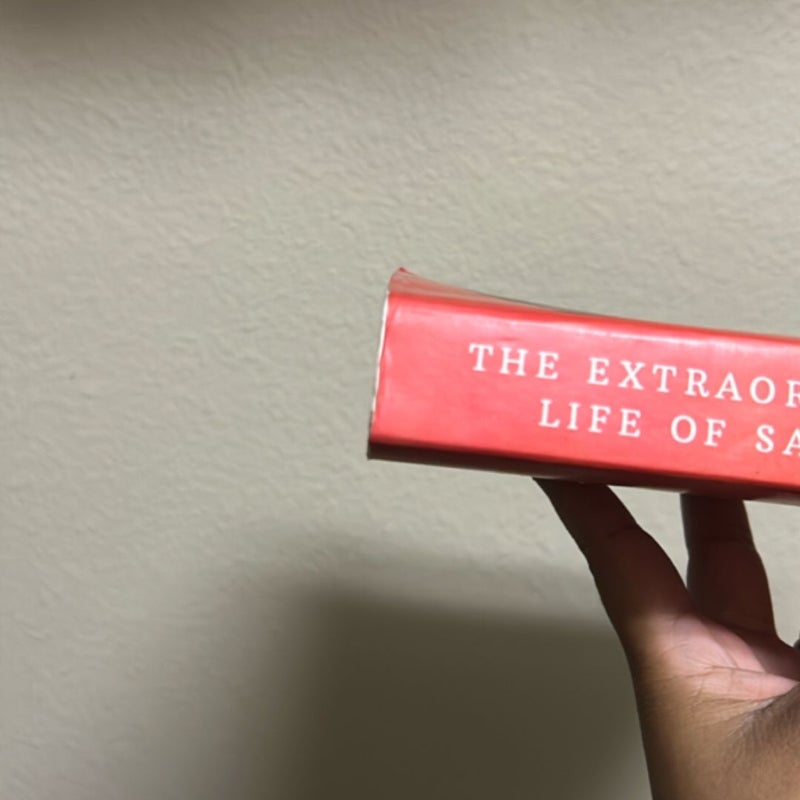 THE EXTRAOR
LIFE OF SA